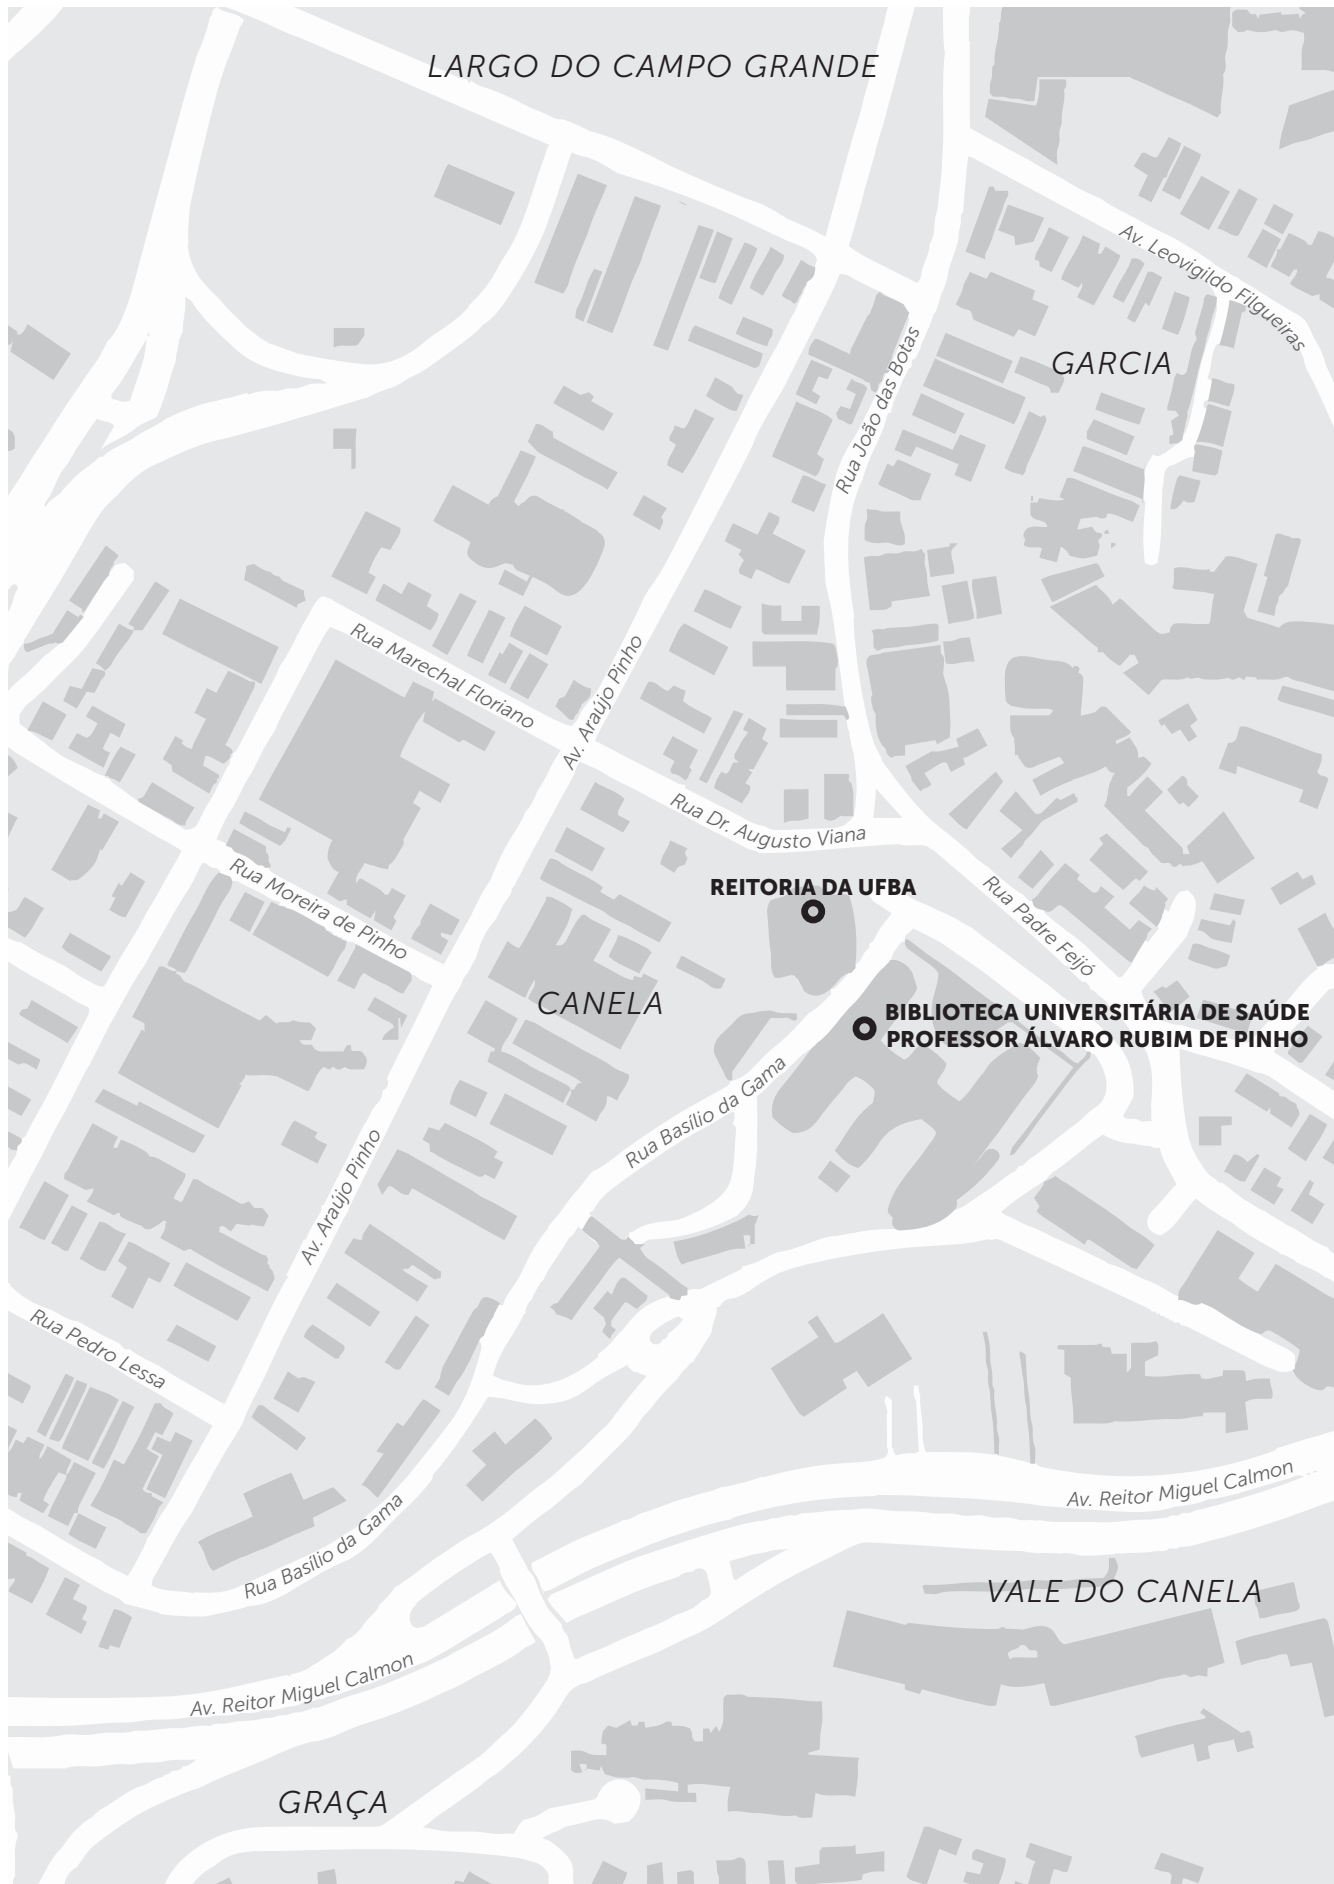 LARGO DO CAMPO GRANDE
Av. Leovigildo Filgueiras
GARCIA
Rua João das Botas
Rua Marechal Floriano
Av. Araújo Pinho
Rua Dr. Augusto Viana
Rua Moreira de Pinho
REITORIA DA UFBA
Rua Padre Feijó
CANELA
BIBLIOTECA UNIVERSITÁRIA DE SAÚDE
PROFESSOR ÁLVARO RUBIM DE PINHO
Rua Basílio da Gama
Av. Araújo Pinho
Rua Pedro Lessa
Av. Reitor Miguel Calmon
Rua Basílio da Gama
VALE DO CANELA
Av. Reitor Miguel Calmon
GRAÇA